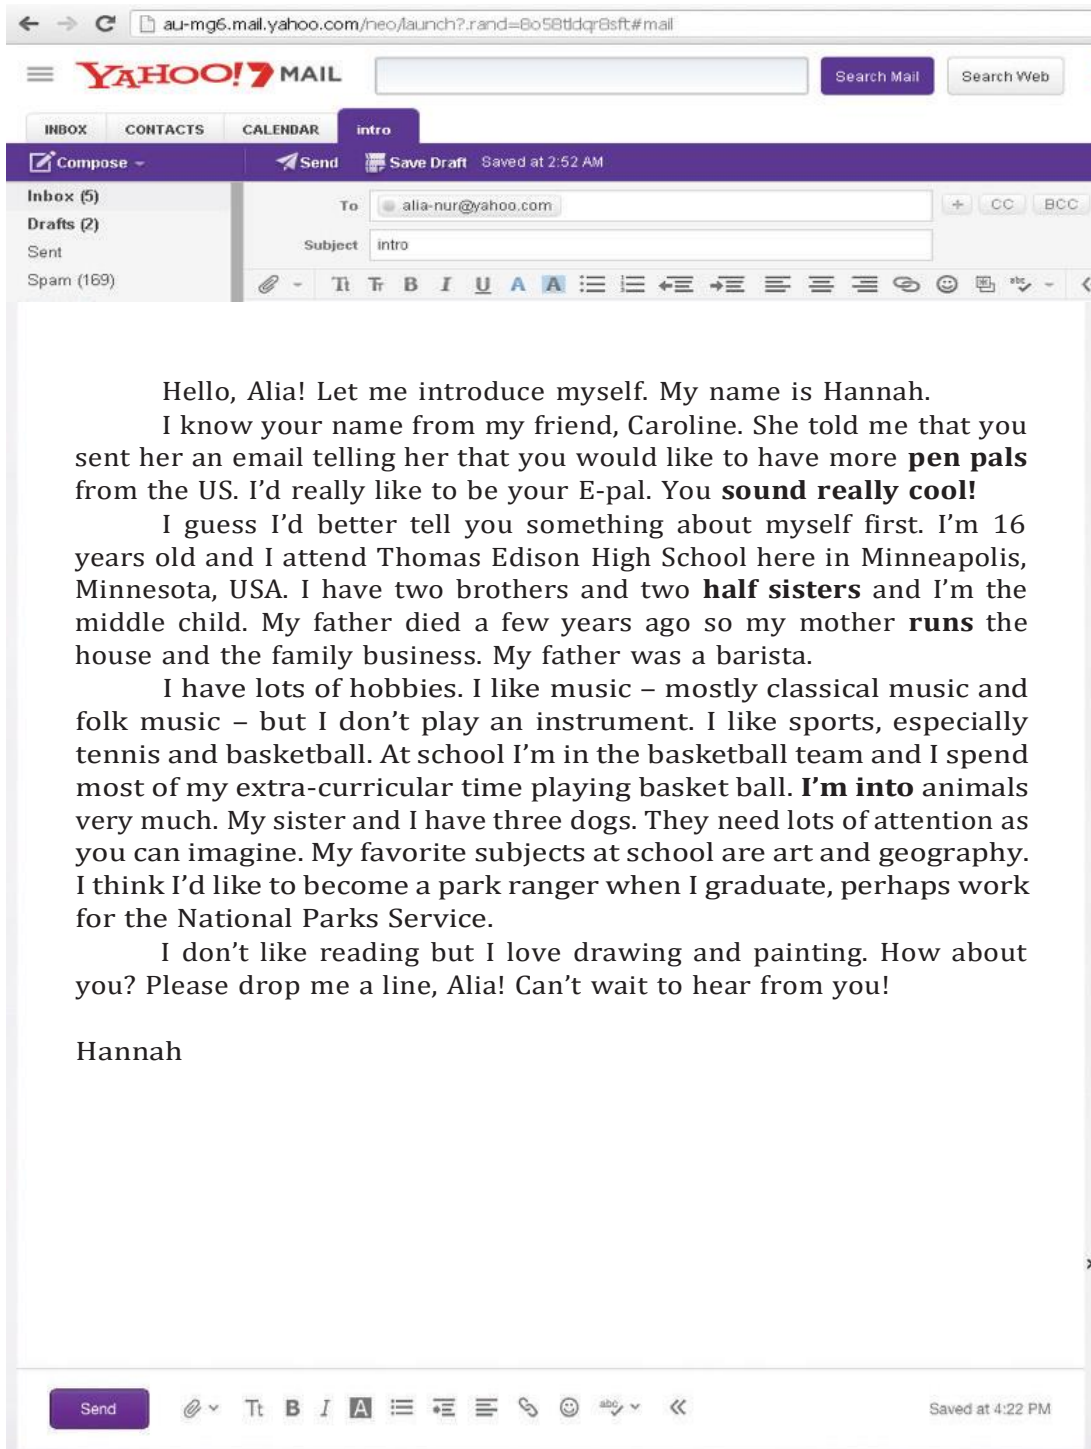 au-mg6.mail.yahoo.com/neo/launch?.rand=8o58tldqr8sft#mail
YAHOO!7 MAIL Search Mail Search Web
INBOX CONTACTS CALENDAR intro
Compose Send Save Draft Saved at 2:52 AM
Inbox (5)
To alia-nur@yahoo.com + CC BCC
Drafts (2)
Subject intro
Sent
Spam (169)
Hello, Alia! Let me introduce myself. My name is Hannah.
I know your name from my friend, Caroline. She told me that you
sent her an email telling her that you would like to have more pen pals
from the US. I’d really like to be your E-pal. You sound really cool!
I guess I’d better tell you something about myself first. I’m 16
years old and I attend Thomas Edison High School here in Minneapolis,
Minnesota, USA. I have two brothers and two half sisters and I’m the
middle child. My father died a few years ago so my mother runs the
house and the family business. My father was a barista.
I have lots of hobbies. I like music – mostly classical music and
folk music – but I don’t play an instrument. I like sports, especially
tennis and basketball. At school I’m in the basketball team and I spend
most of my extra-curricular time playing basket ball. I’m into animals
very much. My sister and I have three dogs. They need lots of attention as
you can imagine. My favorite subjects at school are art and geography.
I think I’d like to become a park ranger when I graduate, perhaps work
for the National Parks Service.
I don’t like reading but I love drawing and painting. How about
you? Please drop me a line, Alia! Can’t wait to hear from you!
Hannah
Send Saved at 4:22 PM